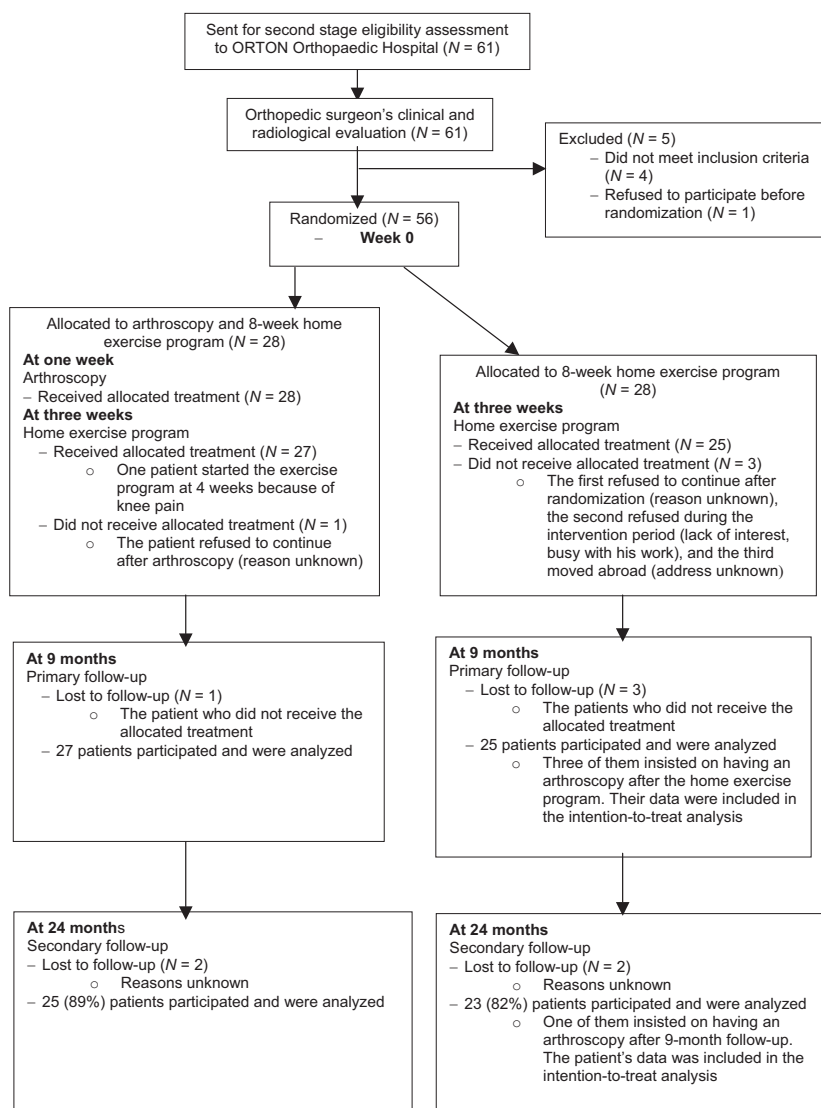 Sent for second stage eligibility assessment
to ORTON Orthopaedic Hospital (N = 61)
Orthopedic surgeon's clinical and
radiological evaluation (N = 61)
Excluded (N = 5)
– Did not meet inclusion criteria
(N = 4)
– Refused to participate before
randomization (N = 1)
Randomized (N = 56)
– Week 0
Allocated to arthroscopy and 8-week home
exercise program (N = 28)
At one week
Arthroscopy
– Received allocated treatment (N = 28)
At three weeks
Home exercise program
– Received allocated treatment (N = 27)
o One patient started the exercise
program at 4 weeks because of
knee pain
– Did not receive allocated treatment (N = 1)
o The patient refused to continue
after arthroscopy (reason unknown)
Allocated to 8-week home exercise program
(N = 28)
At three weeks
Home exercise program
– Received allocated treatment (N = 25)
– Did not receive allocated treatment (N = 3)
o The first refused to continue after
randomization (reason unknown),
the second refused during the
intervention period (lack of interest,
busy with his work), and the third
moved abroad (address unknown)
At 9 months
Primary follow-up
– Lost to follow-up (N = 1)
o The patient who did not receive the
allocated treatment
– 27 patients participated and were analyzed
At 9 months
Primary follow-up
– Lost to follow-up (N = 3)
o The patients who did not receive the
allocated treatment
– 25 patients participated and were analyzed
o Three of them insisted on having an
arthroscopy after the home exercise
program. Their data were included in
the intention-to-treat analysis
At 24 months
Secondary follow-up
– Lost to follow-up (N = 2)
o Reasons unknown
– 25 (89%) patients participated and were analyzed
At 24 months
Secondary follow-up
– Lost to follow-up (N = 2)
o Reasons unknown
– 23 (82%) patients participated and were analyzed
o One of them insisted on having an
arthroscopy after 9-month follow-up.
The patient's data was included in the
intention-to-treat analysis